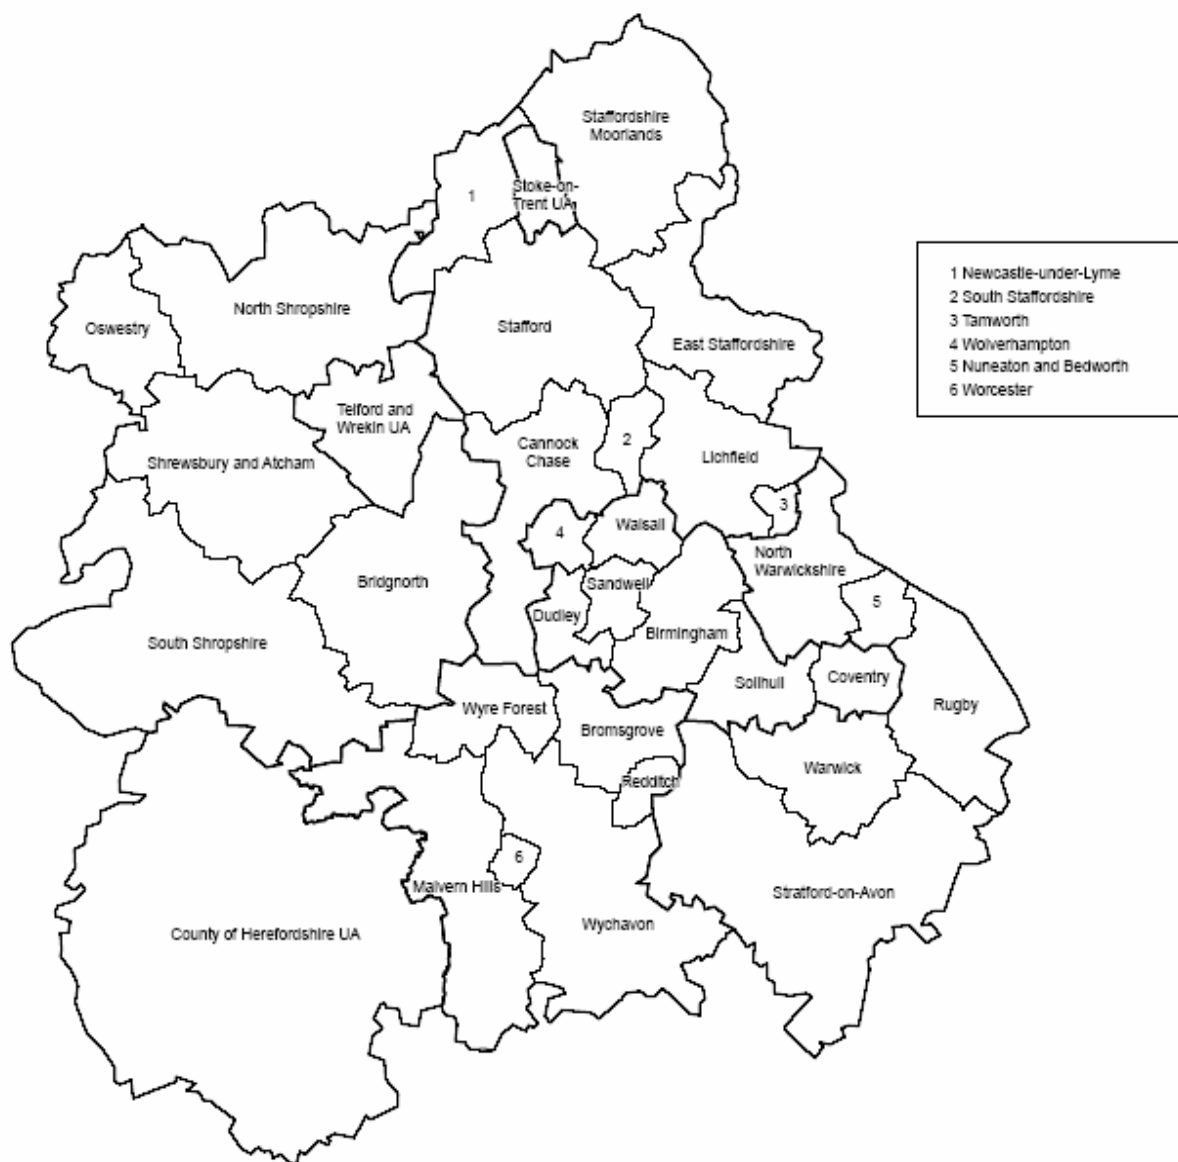 Staffordshire
Moorlands
1
Stoke-on-
Trent UA
1 Newcastle-under-Lyme
2 South Staffordshire
3 Tamworth
4 Wolverhampton
5 Nuneaton and Bedworth
6 Worcester
North Shropshire
Oswestry
Stafford
East Staffordshire
Telford and
Wrekin UA
Cannock
Chase
2
Lichfield
Shrewsbury and Atcham
3
4
Walsall
North
Warwickshire
Bridgnorth
Sandwell
5
Dudley
Birmingham
South Shropshire
Solihull
Coventry
Rugby
Wyre Forest
Bromsgrove
Warwick
Redditch
6
Malvern Hills
Stratford-on-Avon
Wychavon
County of Herefordshire UA